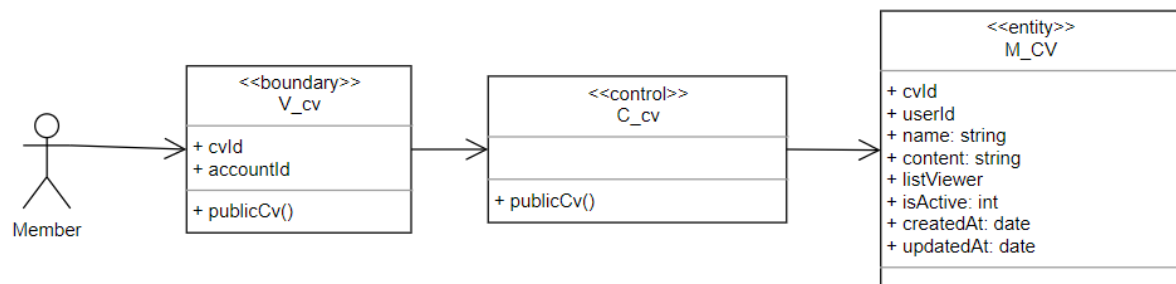 Member
<<boundary>>
V_cv
+ cvId
+ accountId
+ publicCv()
<<control>>
C_cv
+ publicCv()
<<entity>>
M_CV
+ cvId
+ userId
+ name: string
+ content: string
+ listViewer
+ isActive: int
+ createdAt: date
+ updatedAt: date